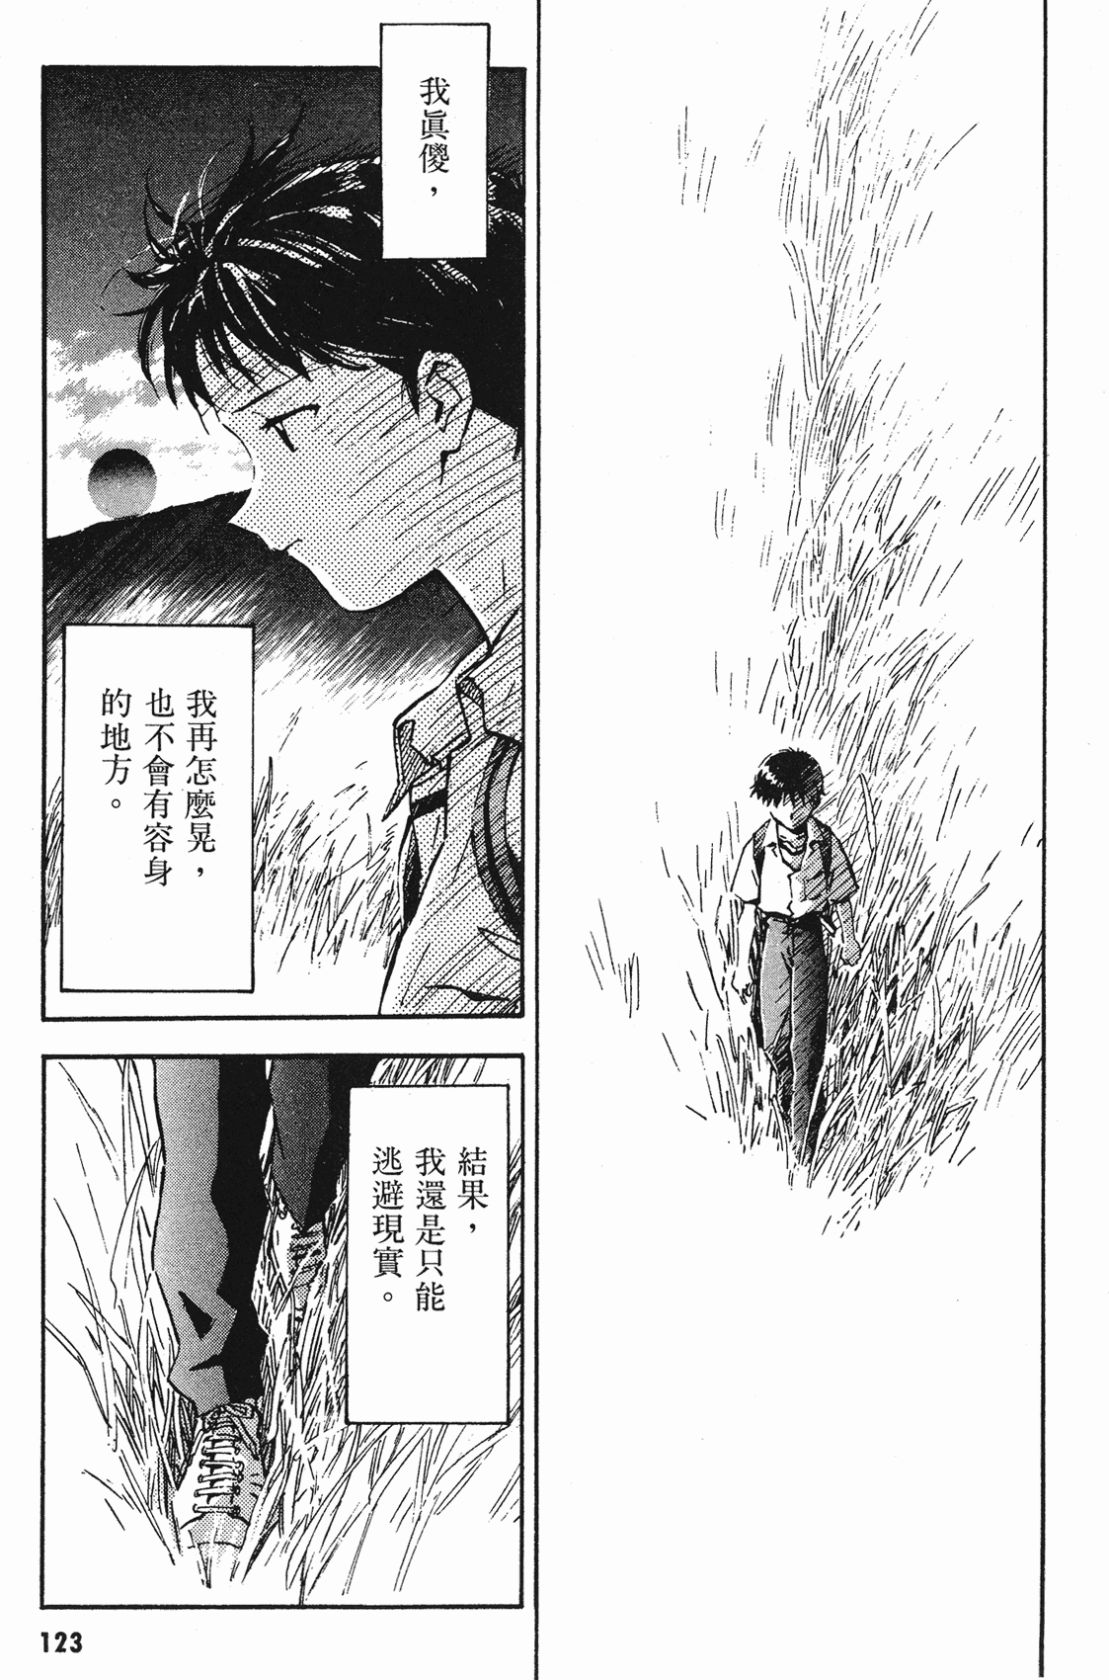 我眞傻，
我再怎麼晃，
也不會有容身
的地方。
結果，
我還是只能
逃避現實。
123